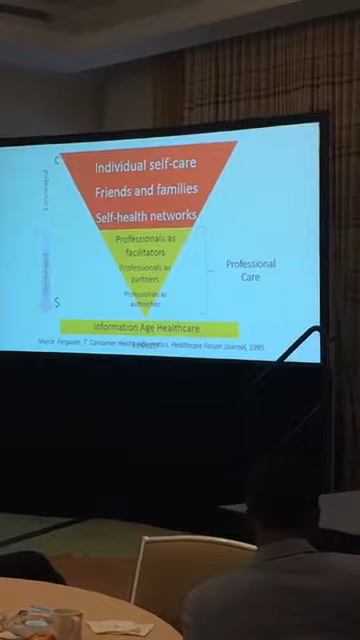 ¢
Individual self-care
Friends and families
Self-health networks
Professionals as
facilitators
Professionals as
partners
Professionals as
authorities
Professional
Care
$
Information Age Healthcare
Source: Ferguson, T. Consumer Health Informatics. Healthcare Forum Journal, 1995.